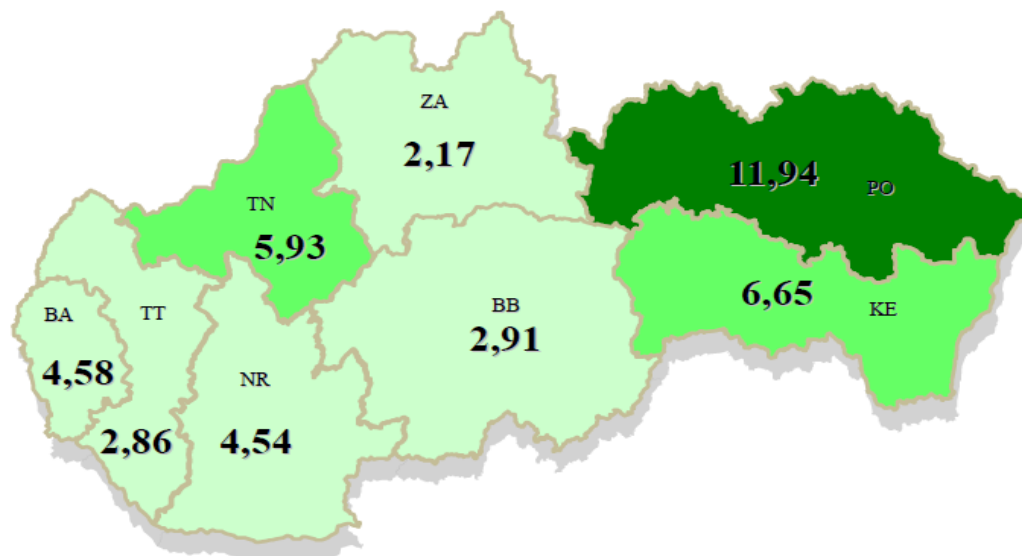 ZA
2,17
PO
11,94
TN
5,93
KE
6,65
BB
2,91
BA
4,58
TT
2,86
NR
4,54